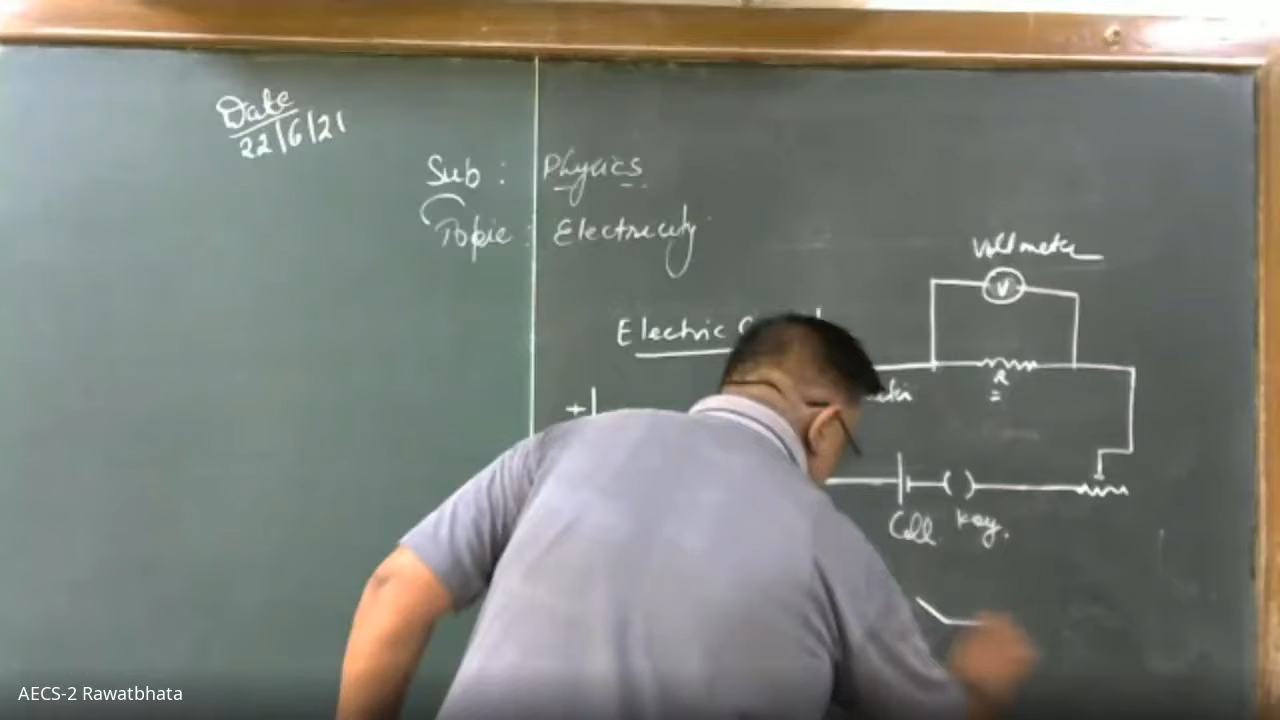 Date
22/6/21
Sub : Physics
Topic : Electricity
Voltmeter
V
Electric
R
+
Cell Key.
AECS-2 Rawatbhata